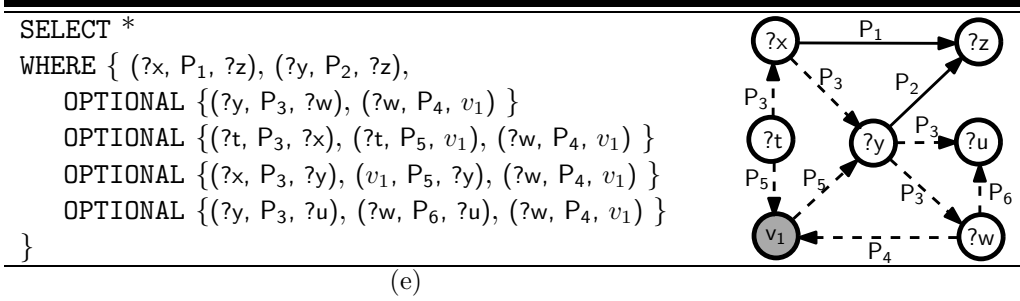 SELECT *
WHERE { (?x, P₁, ?z), (?y, P₂, ?z),
OPTIONAL {(?y, P₃, ?w), (?w, P₄, v₁) }
OPTIONAL {(?t, P₃, ?x), (?t, P₅, v₁), (?w, P₄, v₁) }
OPTIONAL {(?x, P₃, ?y), (v₁, P₅, ?y), (?w, P₄, v₁) }
OPTIONAL {(?y, P₃, ?u), (?w, P₆, ?u), (?w, P₄, v₁) }
}
?x P₁ ?z
P₃ P₃ P₂
?t ?y P₃ ?u
P₅ P₅ P₃ P₆
v₁ P₄ ?w
(e)